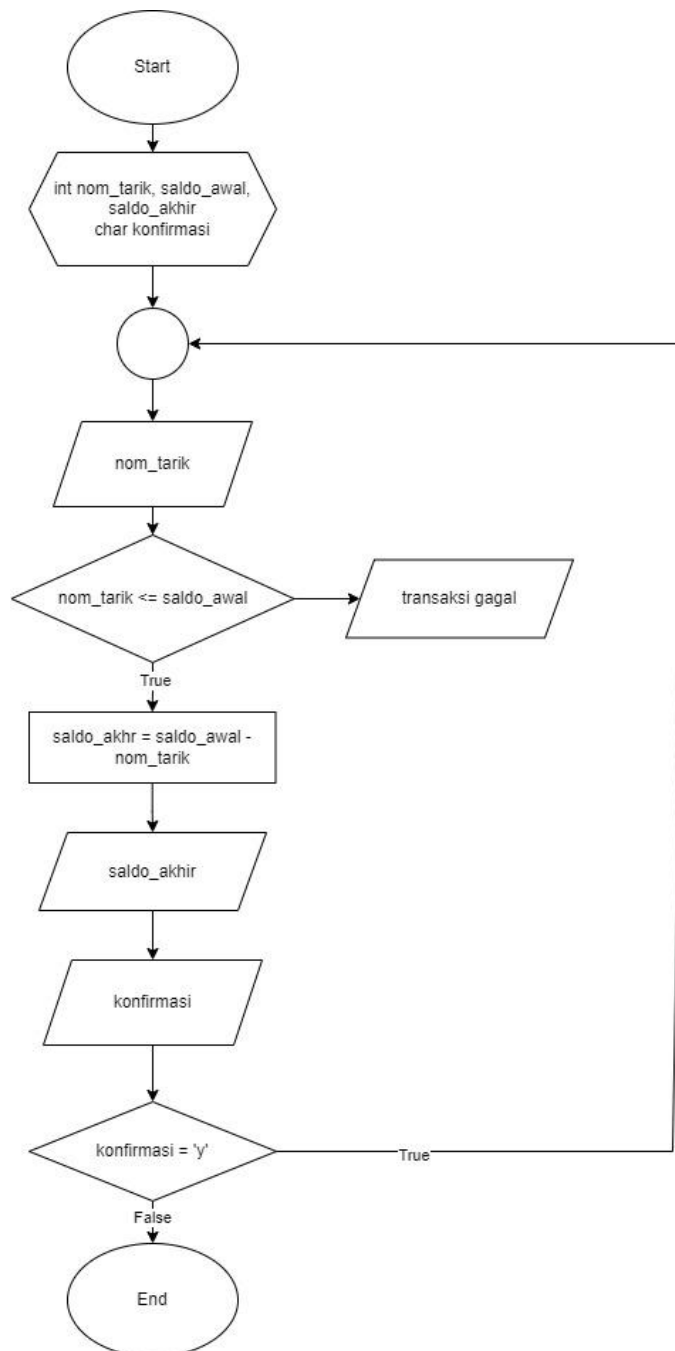 Start
int nom_tarik, saldo_awal,
saldo_akhir
char konfirmasi
nom_tarik
nom_tarik <= saldo_awal
transaksi gagal
True
saldo_akhr = saldo_awal -
nom_tarik
saldo_akhir
konfirmasi
konfirmasi = 'y'
True
False
End